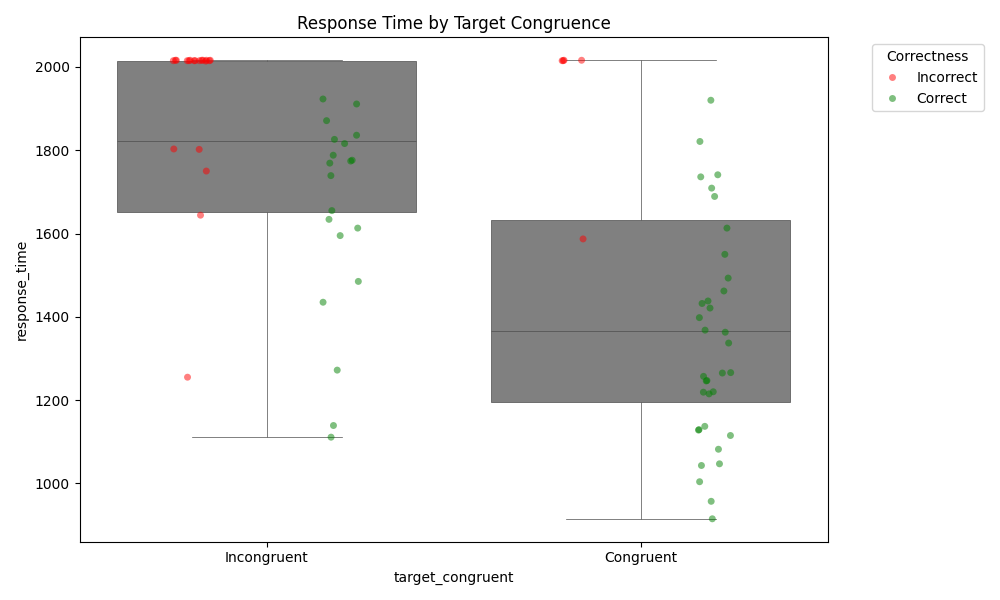 Response Time by Target Congruence
Correctness
Incorrect
Correct
response_time
2000
1800
1600
1400
1200
1000
Incongruent
Congruent
target_congruent